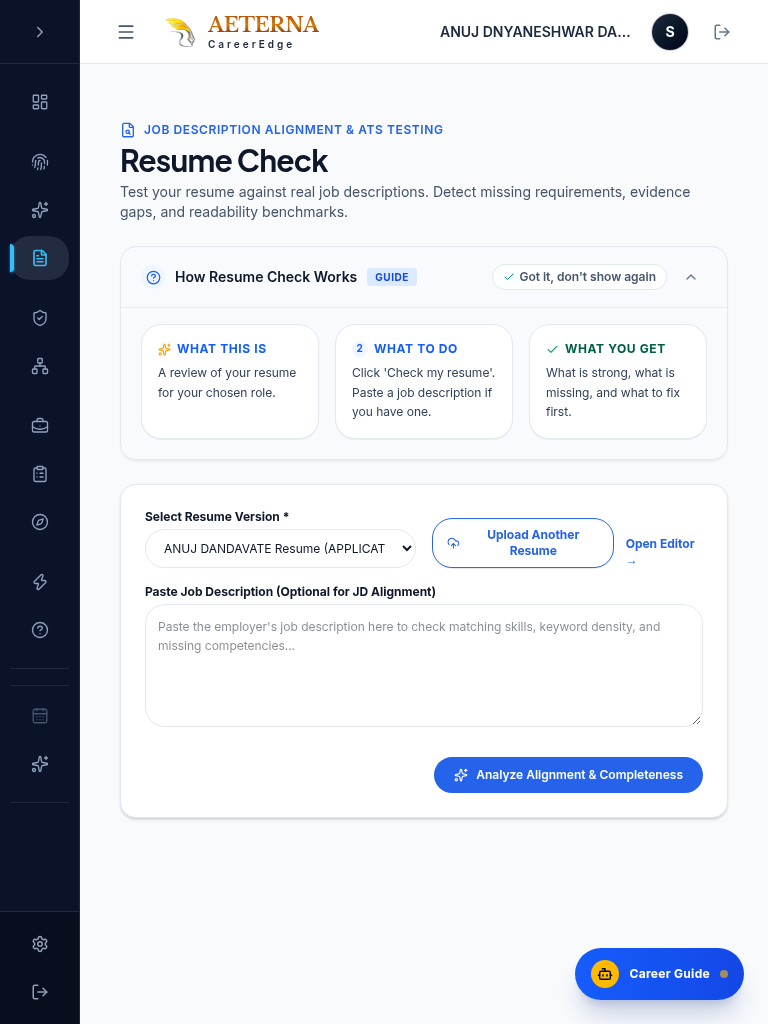 AETERNA
CareerEdge
ANUJ DNYANESHWAR DA...
S
JOB DESCRIPTION ALIGNMENT & ATS TESTING
Resume Check
Test your resume against real job descriptions. Detect missing requirements, evidence
gaps, and readability benchmarks.
How Resume Check Works
GUIDE
Got it, don't show again
WHAT THIS IS
A review of your resume
for your chosen role.
2 WHAT TO DO
Click 'Check my resume'.
Paste a job description if
you have one.
WHAT YOU GET
What is strong, what is
missing, and what to fix
first.
Select Resume Version *
ANUJ DANDAVATE Resume (APPLICAT
Upload Another
Resume
Open Editor
→
Paste Job Description (Optional for JD Alignment)
Paste the employer's job description here to check matching skills, keyword density, and
missing competencies...
Analyze Alignment & Completeness
Career Guide